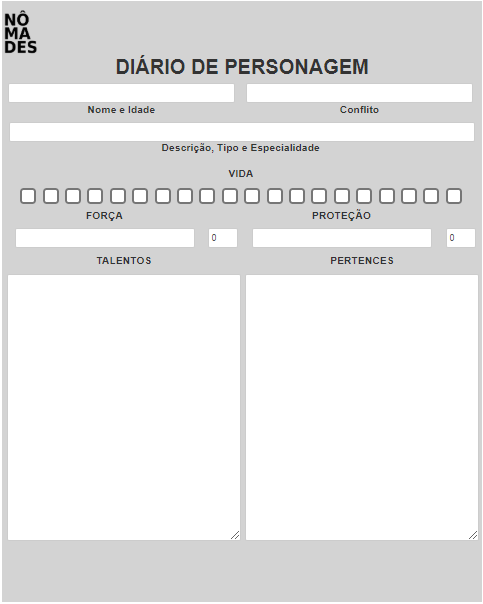 NÔ
MA
DES
DIÁRIO DE PERSONAGEM
Nome e Idade Conflito
Descrição, Tipo e Especialidade
VIDA
FORÇA PROTEÇÃO
0 0
TALENTOS PERTENCES